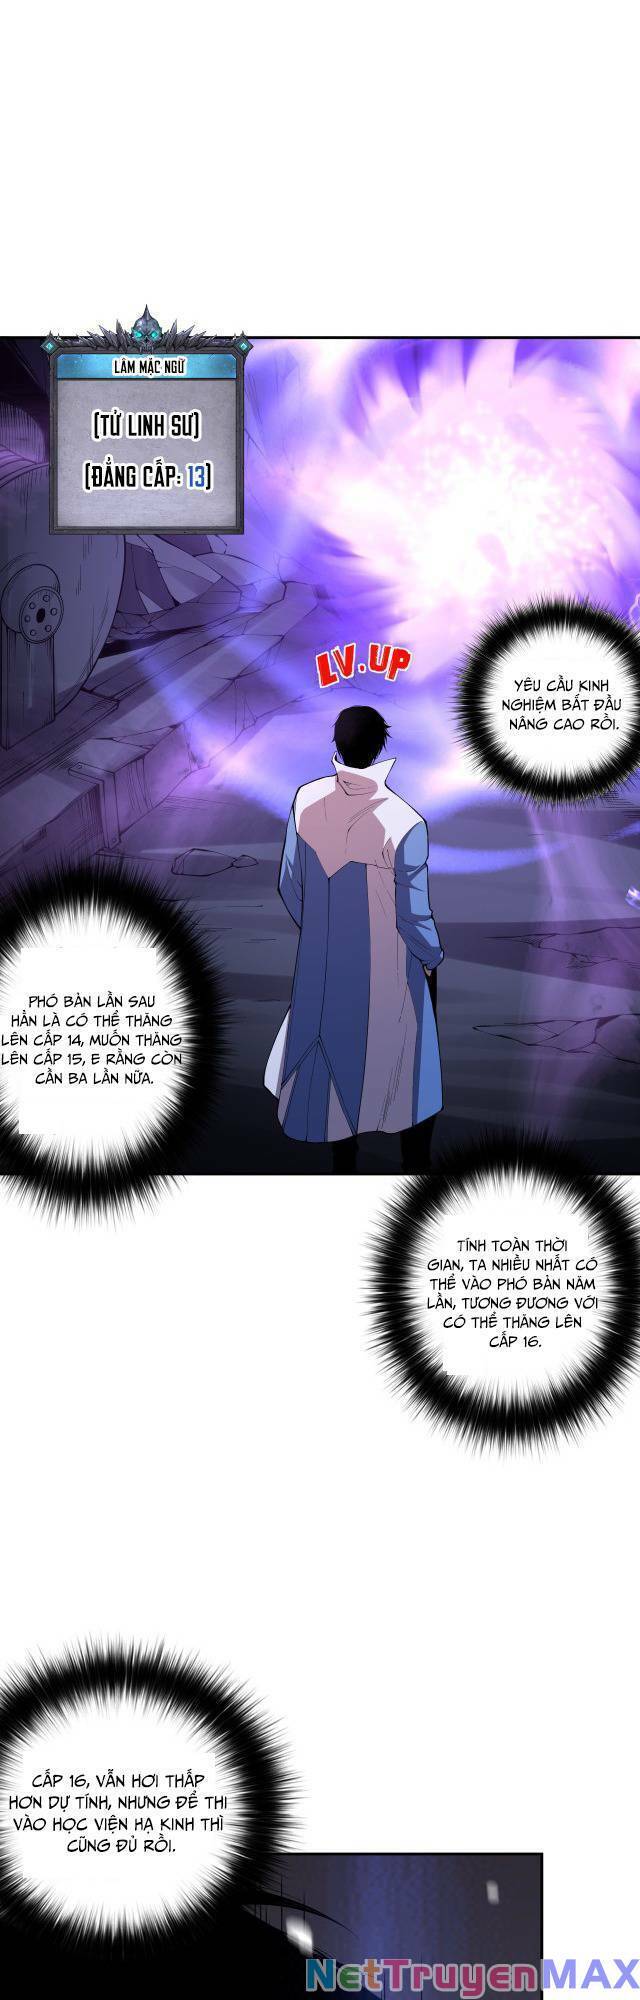 LÂM MẶC NGỮ
[TỬ LINH SƯ]
[ĐẲNG CẤP: 13]
LV.UP
YÊU CẦU KINH
NGHIỆM BẮT ĐẦU
NÂNG CAO RỒI.
PHÓ BẢN LẦN SAU
HẲN LÀ CÓ THỂ THĂNG
LÊN CẤP 14, MUỐN THĂNG
LÊN CẤP 15, E RẰNG CÒN
CẦN BA LẦN NỮA.
TÍNH TOÁN THỜI
GIAN, TA NHIỀU NHẤT CÓ
THỂ VÀO PHÓ BẢN NĂM
LẦN, TƯƠNG ĐƯƠNG VỚI
CÓ THỂ THĂNG LÊN
CẤP 16.
CẤP 16, VẪN HƠI THẤP
HƠN DỰ TÍNH, NHƯNG ĐỂ THI
VÀO HỌC VIỆN HẠ KINH THÌ
CŨNG ĐỦ RỒI.
NETTRUYENMAX